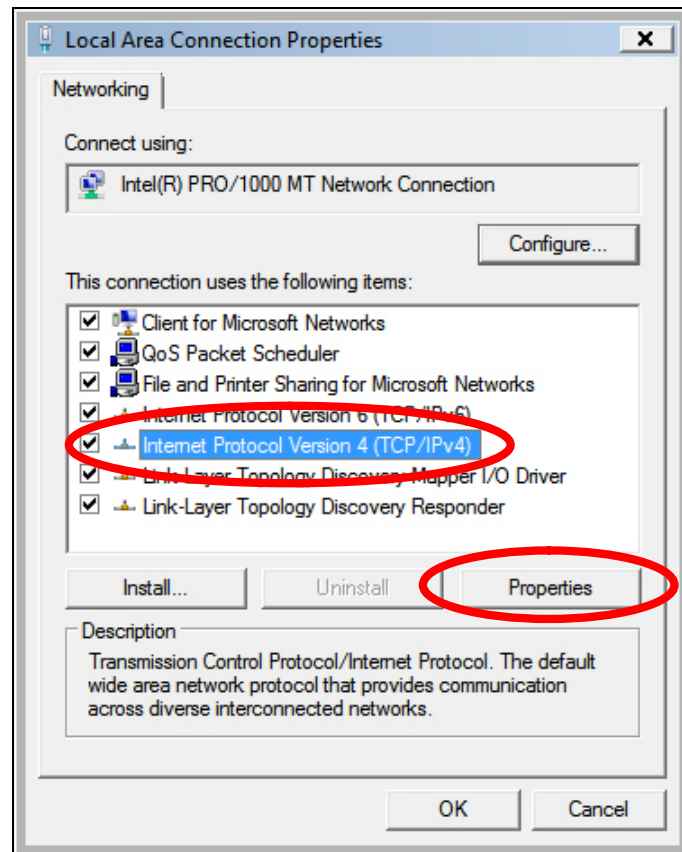 Local Area Connection Properties
Networking
Connect using:
Intel(R) PRO/1000 MT Network Connection
Configure...
This connection uses the following items:
Client for Microsoft Networks
QoS Packet Scheduler
File and Printer Sharing for Microsoft Networks
Internet Protocol Version 6 (TCP/IPv6)
Internet Protocol Version 4 (TCP/IPv4)
Link-Layer Topology Discovery Mapper I/O Driver
Link-Layer Topology Discovery Responder
Install... Uninstall Properties
Description
Transmission Control Protocol/Internet Protocol. The default
wide area network protocol that provides communication
across diverse interconnected networks.
OK Cancel